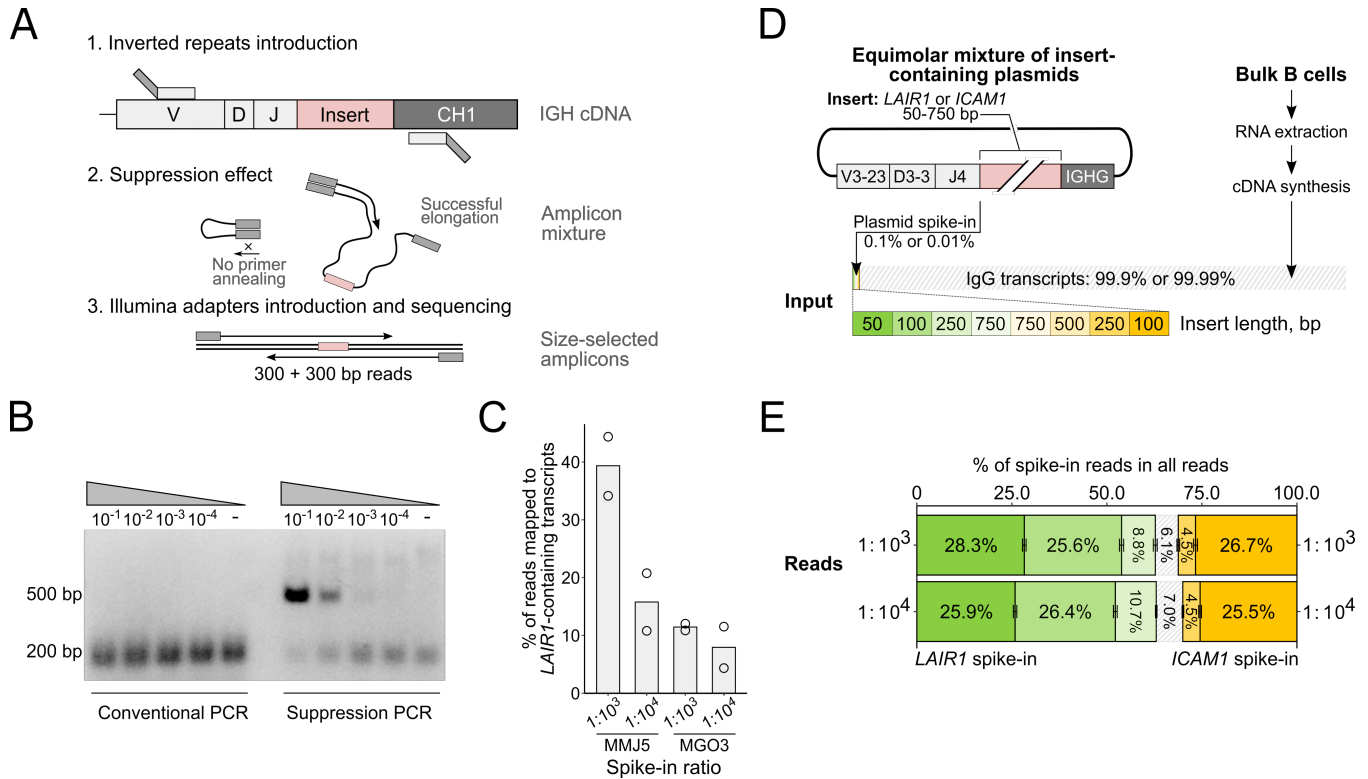 A
1. Inverted repeats introduction
V
D
J
Insert
CH1
IGH cDNA
2. Suppression effect
No primer
annealing
×
Successful
elongation
Amplicon
mixture
3. Illumina adapters introduction and sequencing
300 + 300 bp reads
Size-selected
amplicons
B
10⁻¹ 10⁻² 10⁻³ 10⁻⁴ –
10⁻¹ 10⁻² 10⁻³ 10⁻⁴ –
500 bp
200 bp
Conventional PCR
Suppression PCR
C
% of reads mapped to
LAIR1-containing transcripts
40
30
20
10
0
1:10³
1:10⁴
1:10³
1:10⁴
MMJ5
MGO3
Spike-in ratio
D
Equimolar mixture of insert-
containing plasmids
Insert: LAIR1 or ICAM1
50-750 bp
V3-23
D3-3
J4
IGHG
Plasmid spike-in
0.1% or 0.01%
Bulk B cells
RNA extraction
cDNA synthesis
IgG transcripts: 99.9% or 99.99%
Input
50 100 250 750 750 500 250 100
Insert length, bp
E
% of spike-in reads in all reads
0 25.0 50.0 75.0 100.0
Reads
1:10³
28.3% 25.6% 8.8% 6.1% 4.5% 26.7%
1:10³
1:10⁴
25.9% 26.4% 10.7% 7.0% 4.5% 25.5%
1:10⁴
LAIR1 spike-in
ICAM1 spike-in